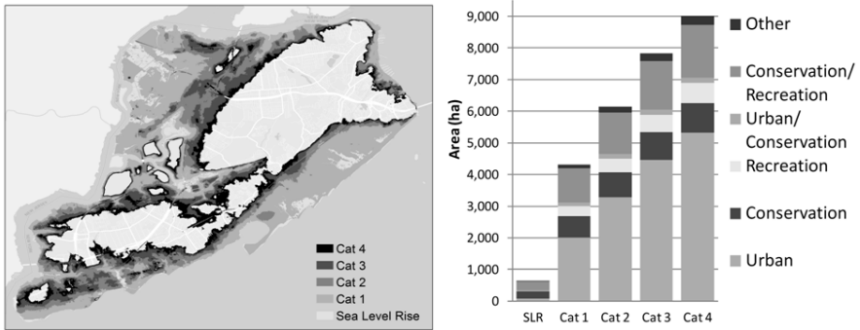 Cat 4
Cat 3
Cat 2
Cat 1
Sea Level Rise
Area (ha)
9,000
8,000
7,000
6,000
5,000
4,000
3,000
2,000
1,000
0
SLR
Cat 1
Cat 2
Cat 3
Cat 4
Other
Conservation/
Recreation
Urban/
Conservation
Recreation
Conservation
Urban